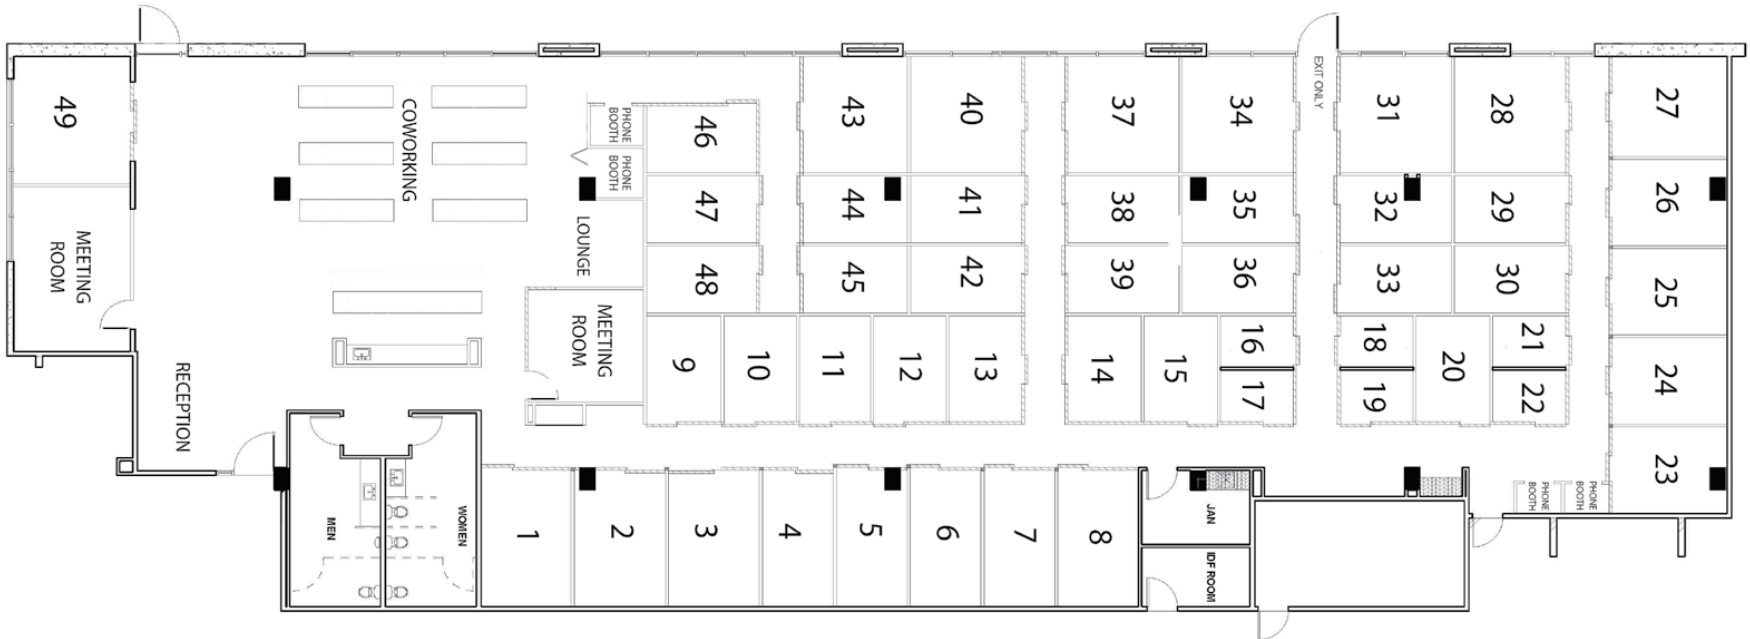 49
MEETING
ROOM
RECEPTION
COWORKING
PHONE
BOOTH
PHONE
BOOTH
LOUNGE
MEETING
ROOM
46
47
48
43
40
44
41
45
42
37
34
38
35
39
36
EXIT ONLY
31
28
32
29
33
30
27
26
25
24
23
9
10
11
12
13
14
15
16
17
18
19
20
21
22
PHONE
BOOTH
PHONE
BOOTH
MEN
WOMEN
1
2
3
4
5
6
7
8
JAN
IDF ROOM